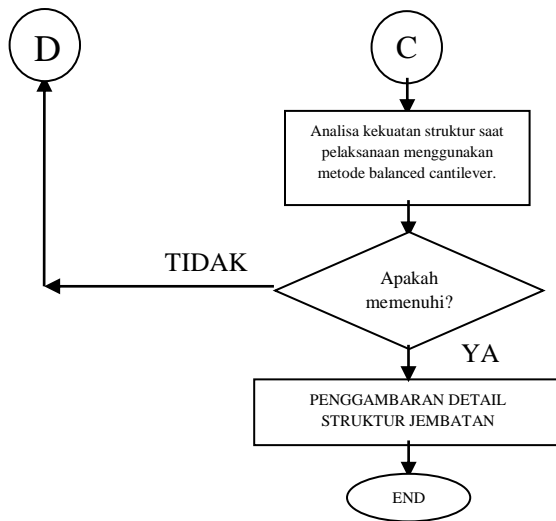 D
C
Analisa kekuatan struktur saat
pelaksanaan menggunakan
metode balanced cantilever.
TIDAK
Apakah
memenuhi?
YA
PENGGAMBARAN DETAIL
STRUKTUR JEMBATAN
END